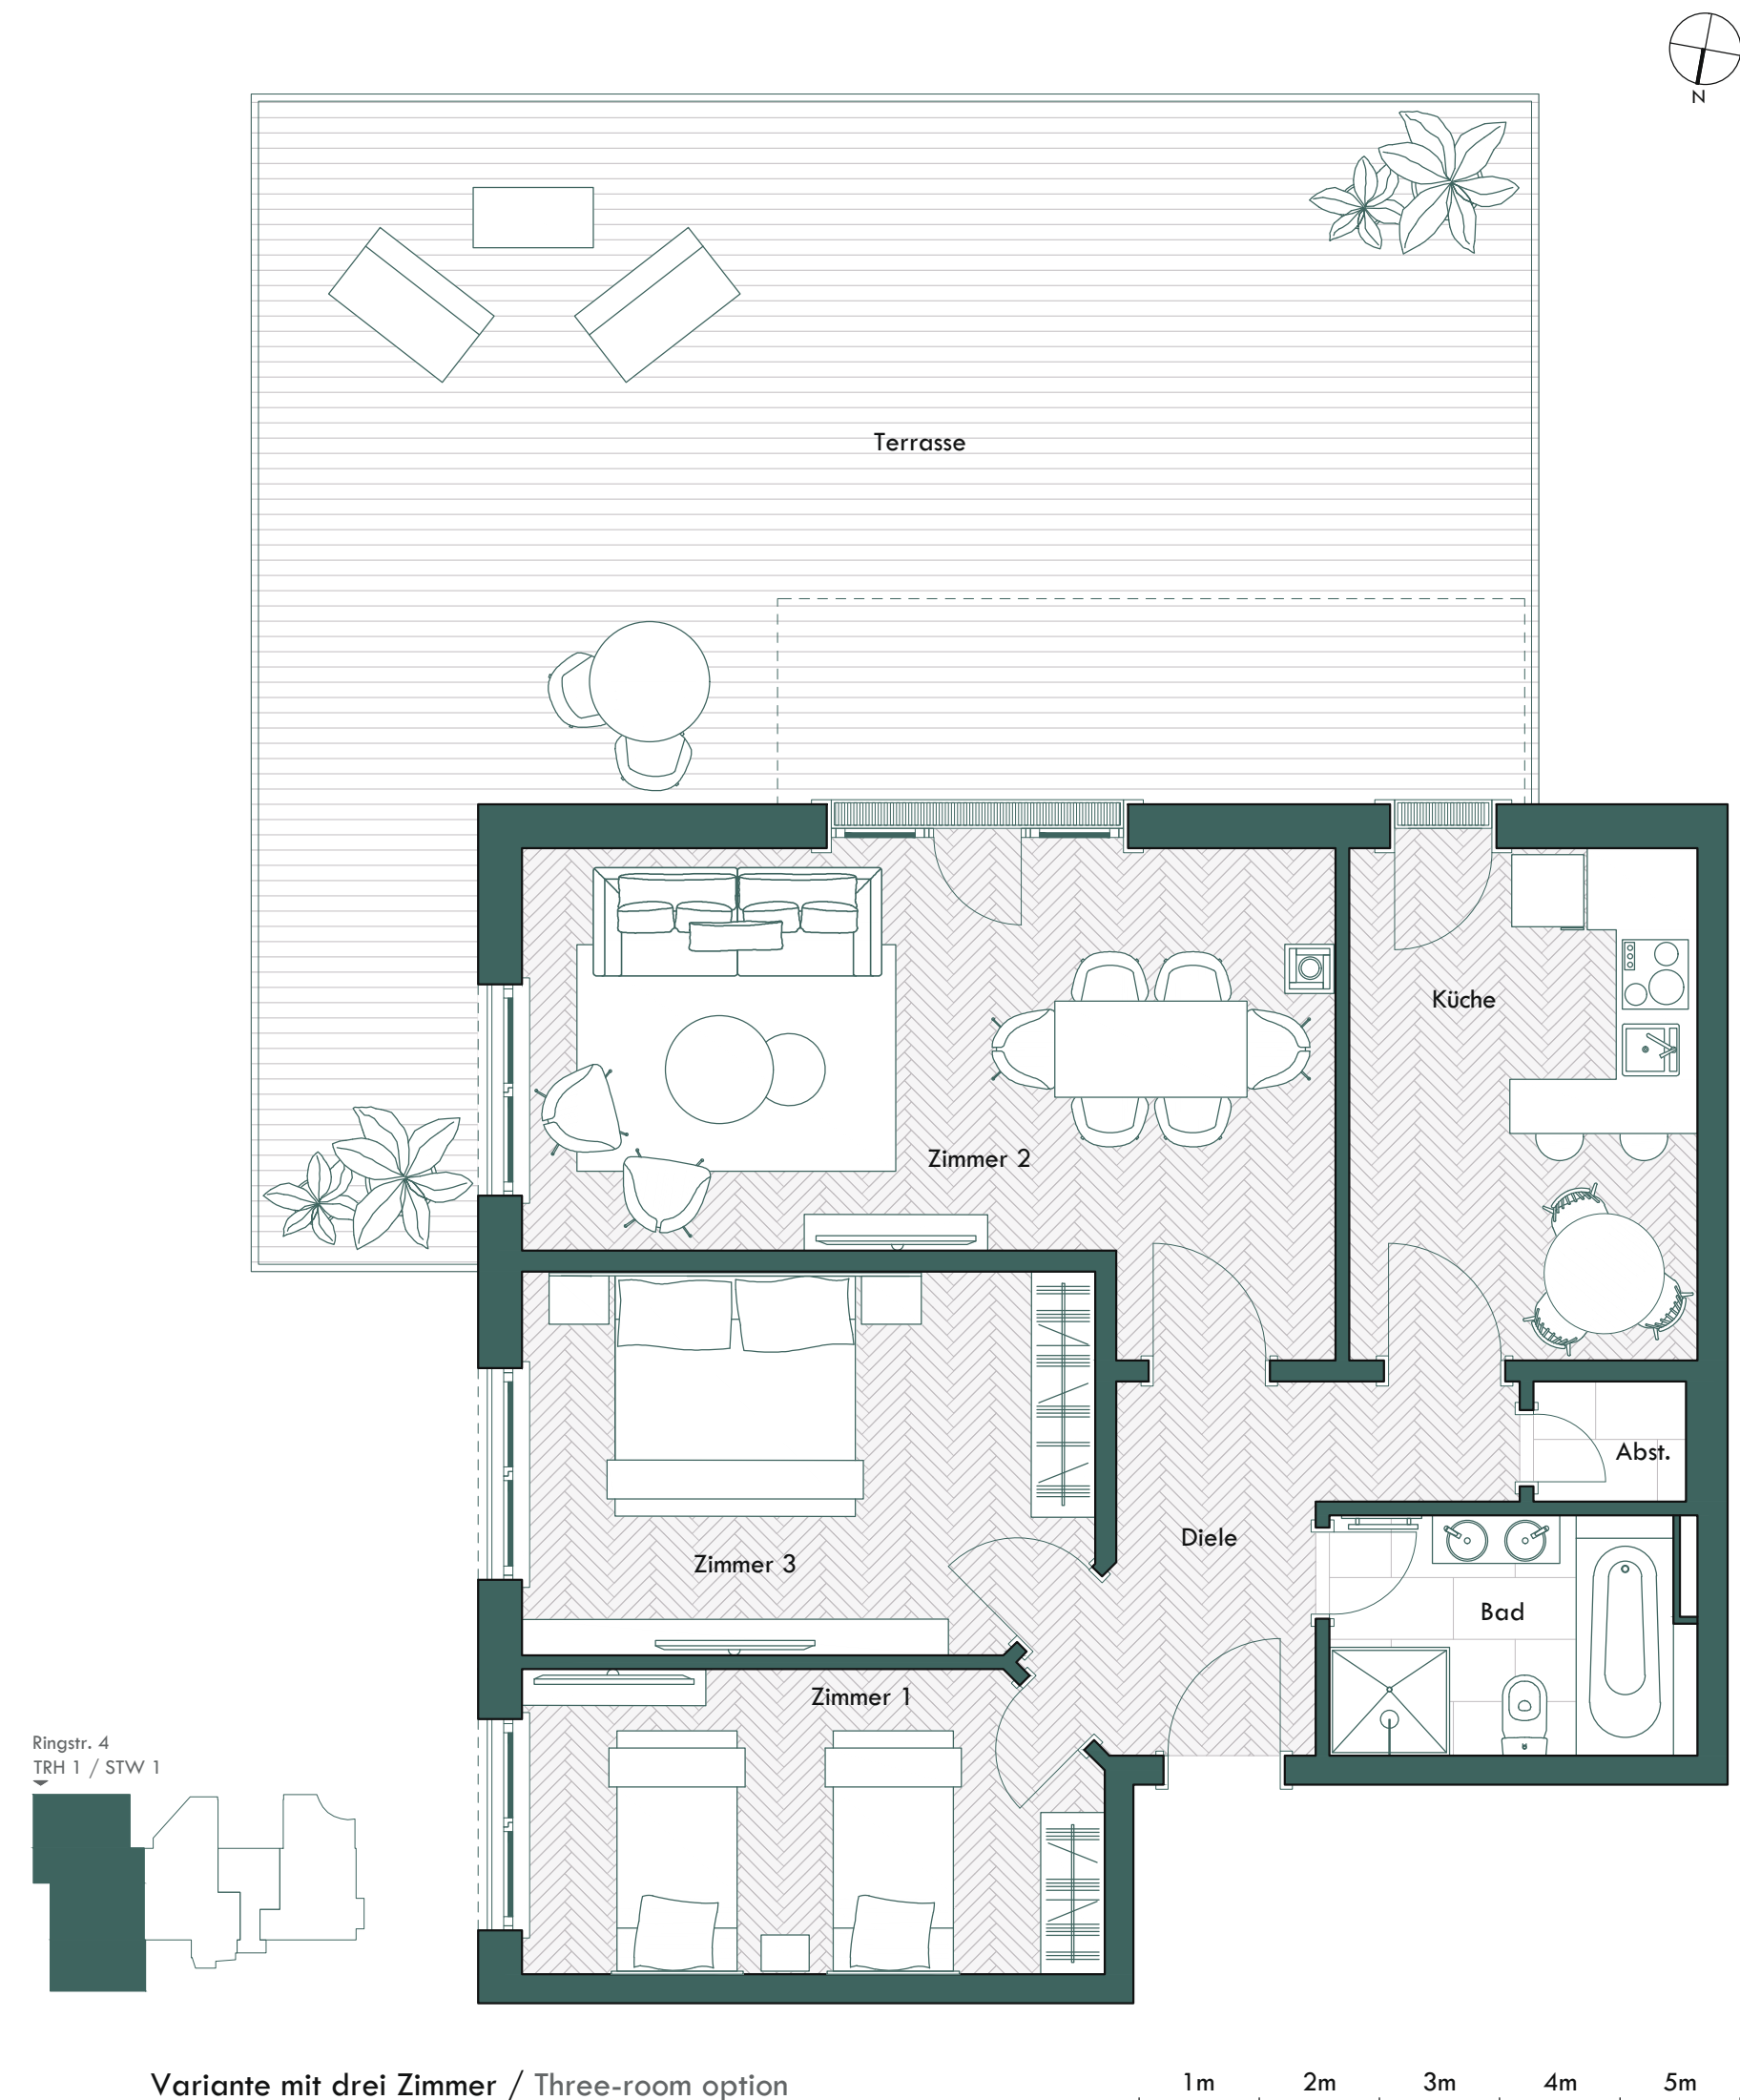 N
Terrasse
Küche
Zimmer 2
Abst.
Diele
Zimmer 3
Bad
Zimmer 1
Ringstr. 4
TRH 1 / STW 1
Variante mit drei Zimmer / Three-room option
1m 2m 3m 4m 5m